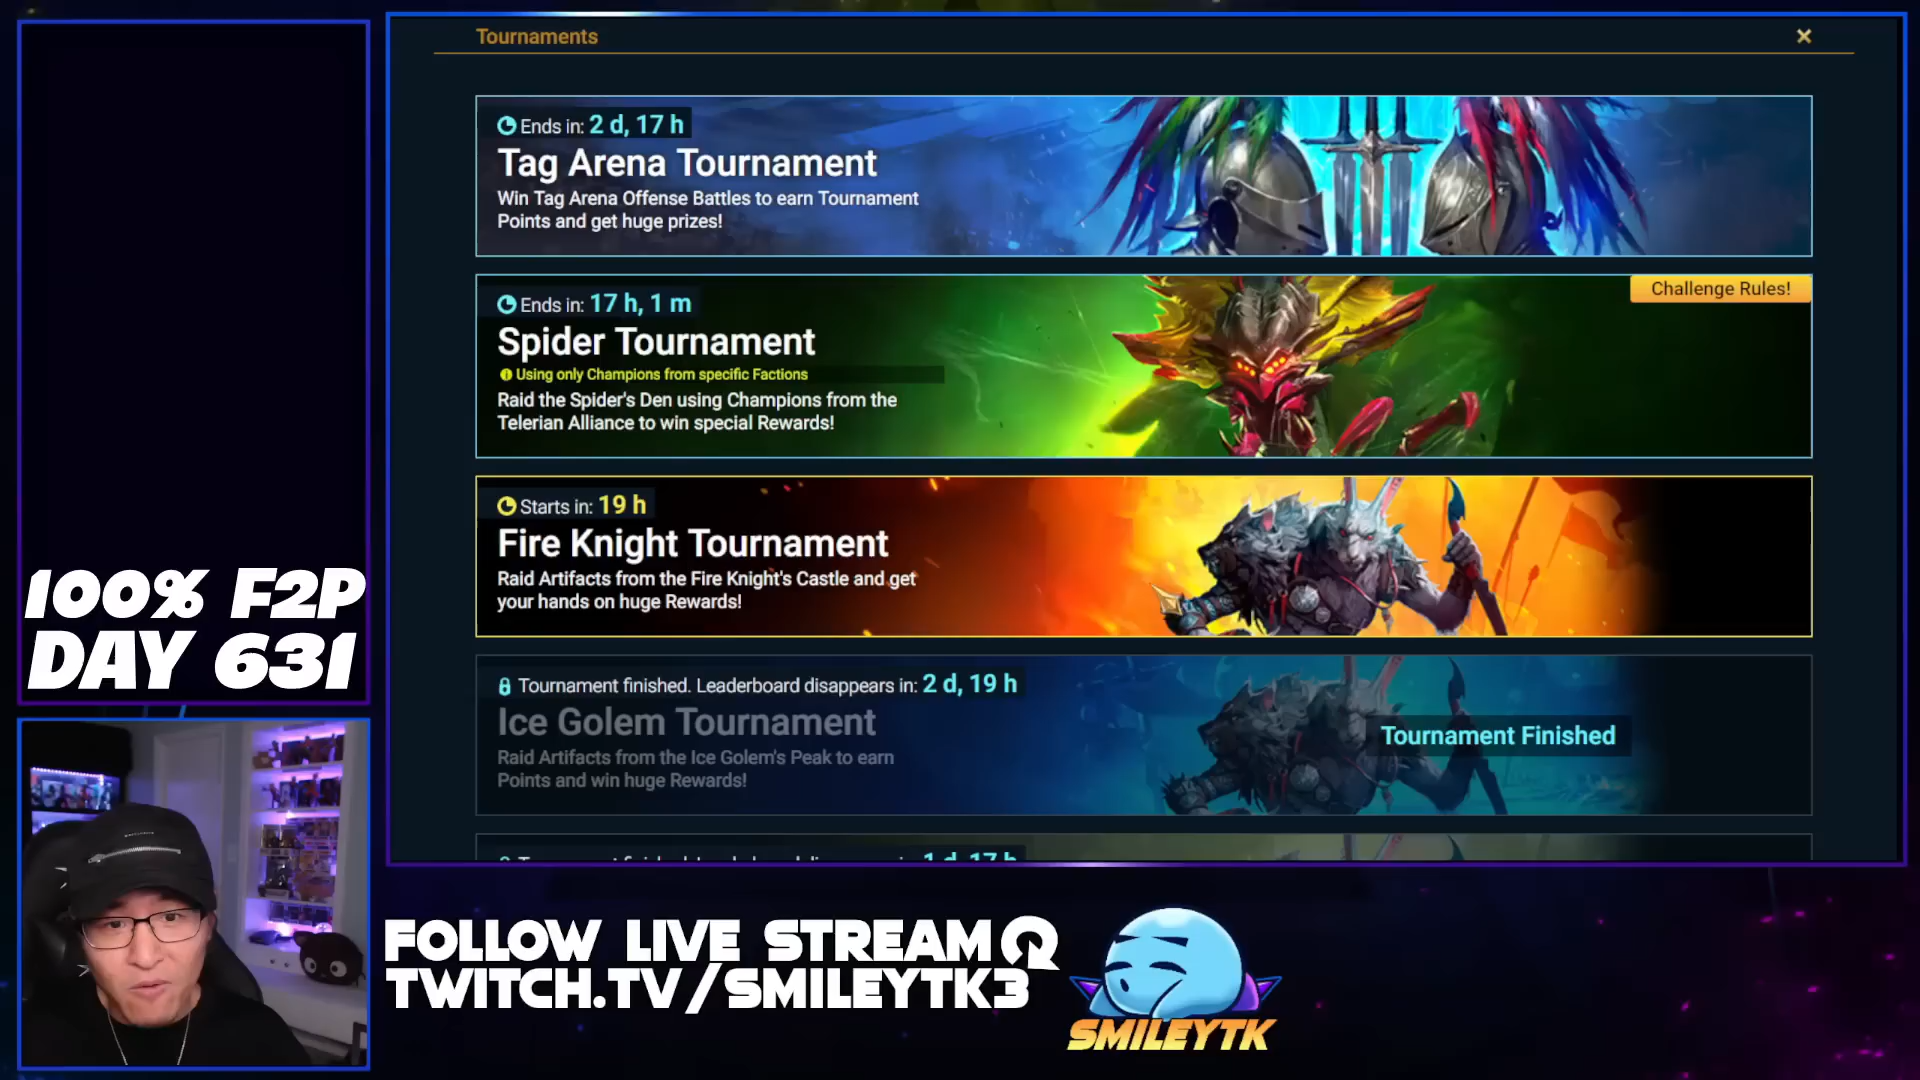 Tournaments
Ends in: 2 d, 17 h
Tag Arena Tournament
Win Tag Arena Offense Battles to earn Tournament
Points and get huge prizes!
Challenge Rules!
Ends in: 17 h, 1 m
Spider Tournament
Using only Champions from specific Factions
Raid the Spider's Den using Champions from the
Telerian Alliance to win special Rewards!
Starts in: 19 h
Fire Knight Tournament
Raid Artifacts from the Fire Knight's Castle and get
your hands on huge Rewards!
Tournament finished. Leaderboard disappears in: 2 d, 19 h
Ice Golem Tournament
Raid Artifacts from the Ice Golem's Peak to earn
Points and win huge Rewards!
Tournament Finished
1 d, 17 h
100% F2P
DAY 631
FOLLOW LIVE STREAM
TWITCH.TV/SMILEYTK3
SMILEYTK